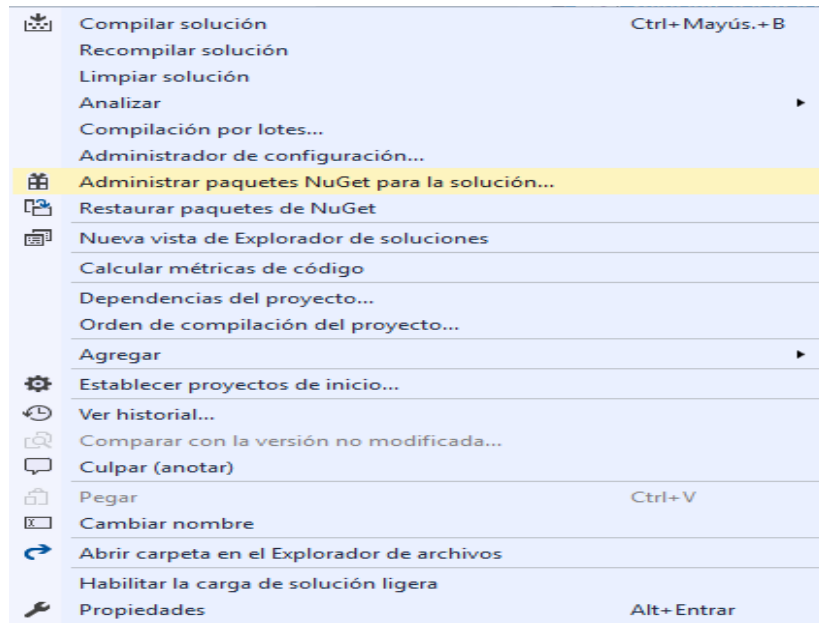 Compilar solución Ctrl+Mayús.+B
Recompilar solución
Limpiar solución
Analizar
Compilación por lotes...
Administrador de configuración...
Administrar paquetes NuGet para la solución...
Restaurar paquetes de NuGet
Nueva vista de Explorador de soluciones
Calcular métricas de código
Dependencias del proyecto...
Orden de compilación del proyecto...
Agregar
Establecer proyectos de inicio...
Ver historial...
Comparar con la versión no modificada...
Culpar (anotar)
Pegar Ctrl+V
Cambiar nombre
Abrir carpeta en el Explorador de archivos
Habilitar la carga de solución ligera
Propiedades Alt+Entrar